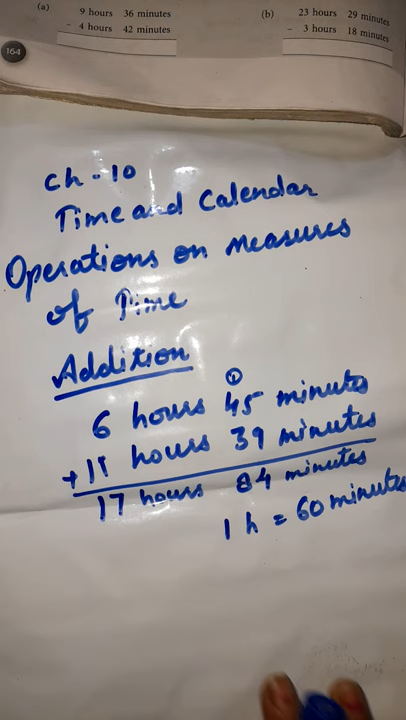 (a) 9 hours 36 minutes (b) 23 hours 29 minutes
- 4 hours 42 minutes - 3 hours 18 minutes
164
Ch - 10
Time and Calendar
Operations on Measures
of Time
Addition
1
6 hours 45 minutes
+ 11 hours 39 minutes
17 hours 84 minutes
1 h = 60 minutes